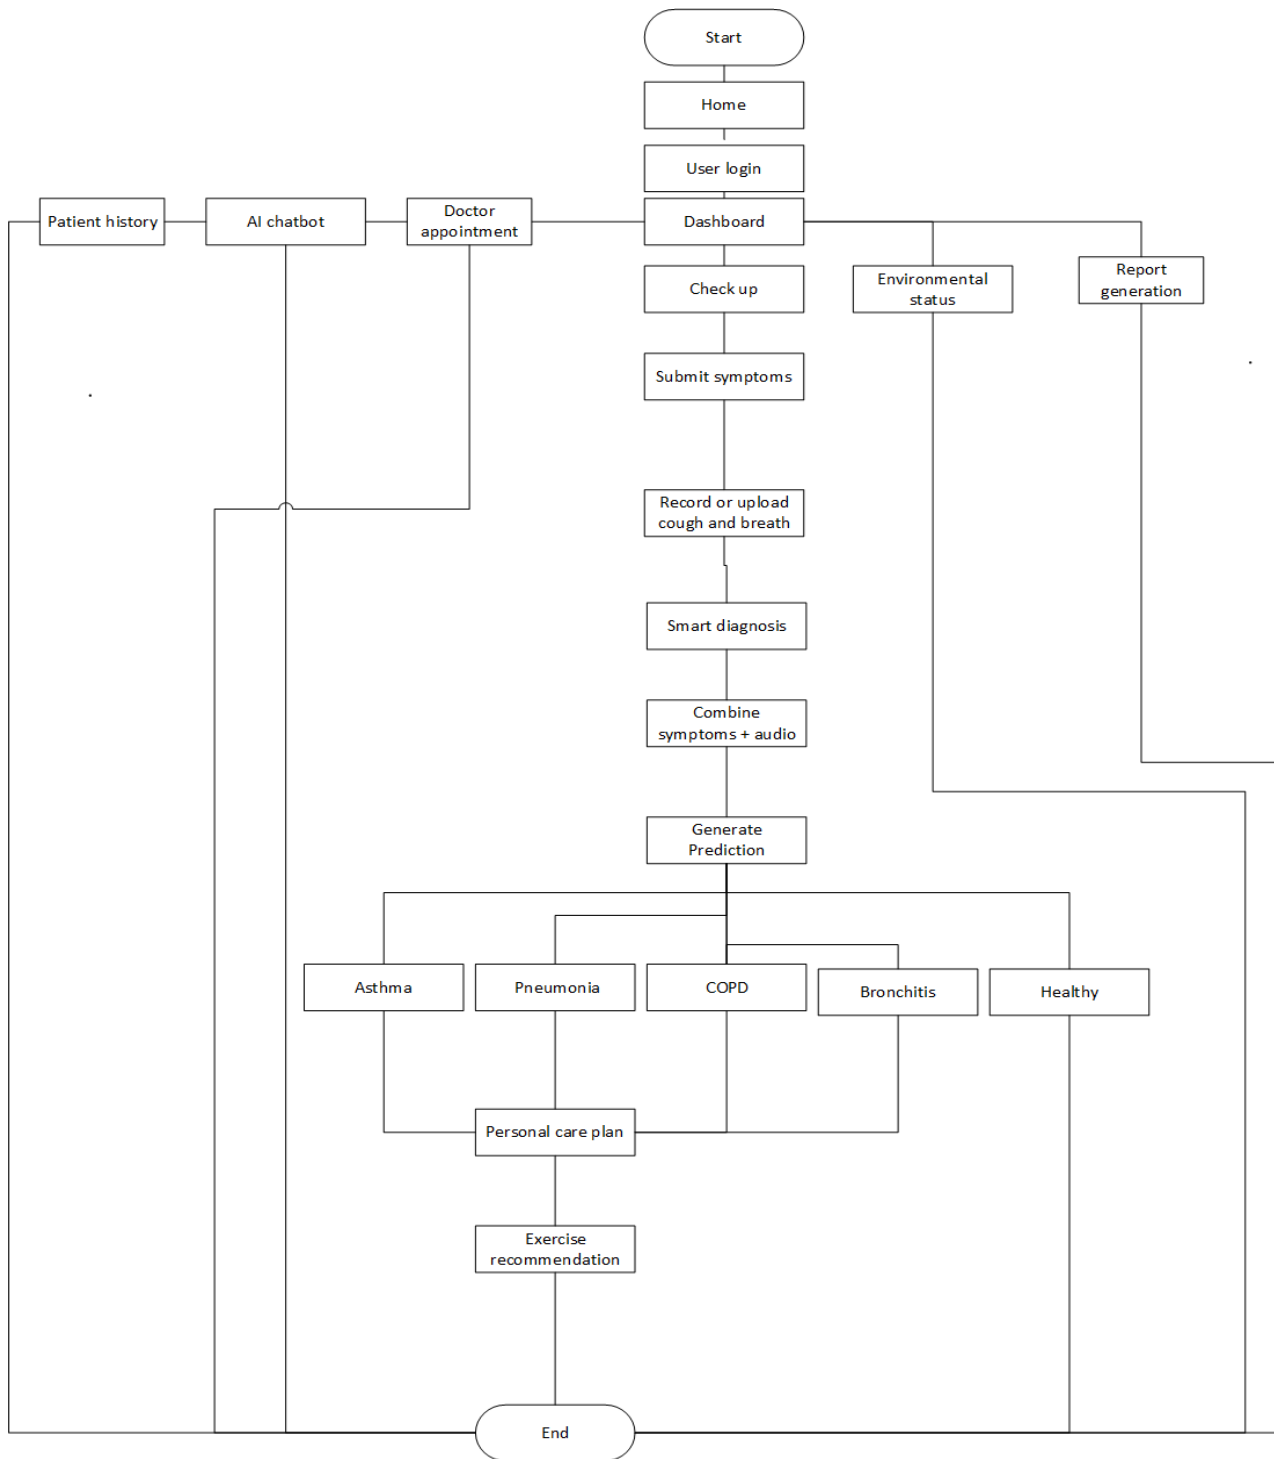 Start
Home
User login
Patient history
AI chatbot
Doctor
appointment
Dashboard
Check up
Environmental
status
Report
generation
Submit symptoms
Record or upload
cough and breath
Smart diagnosis
Combine
symptoms + audio
Generate
Prediction
Asthma
Pneumonia
COPD
Bronchitis
Healthy
Personal care plan
Exercise
recommendation
End